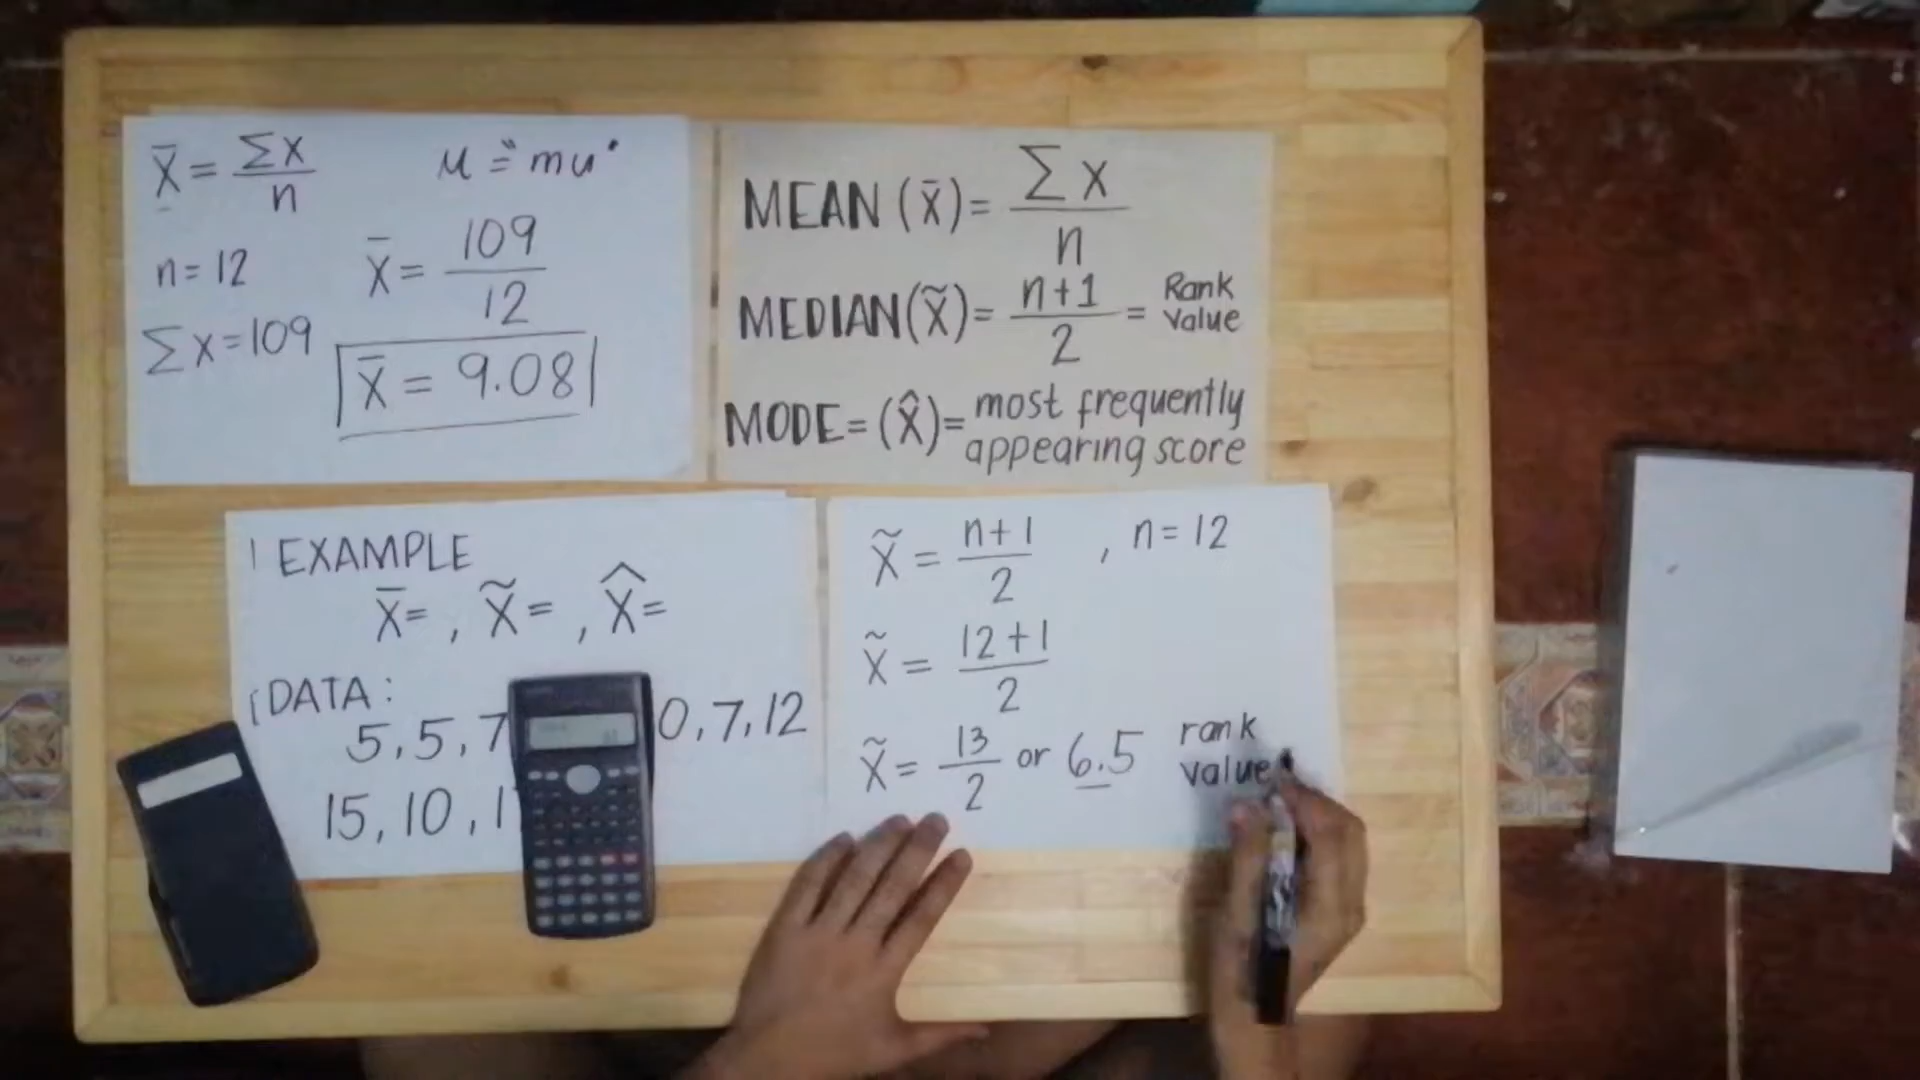 X̄ = Σx / n
μ = "mu"
n = 12
X̄ = 109 / 12
Σx = 109
X̄ = 9.08
MEAN (x̄) = Σx / n
MEDIAN (x̃) = n+1 / 2 = Rank Value
MODE = (x̂) = most frequently
appearing score
EXAMPLE
X̄= , X̃= , X̂=
DATA:
5, 5, 7 0, 7, 12
15, 10, 1
X̃ = n+1 / 2 , n = 12
X̃ = 12+1 / 2
X̃ = 13 / 2 or 6.5 rank
value